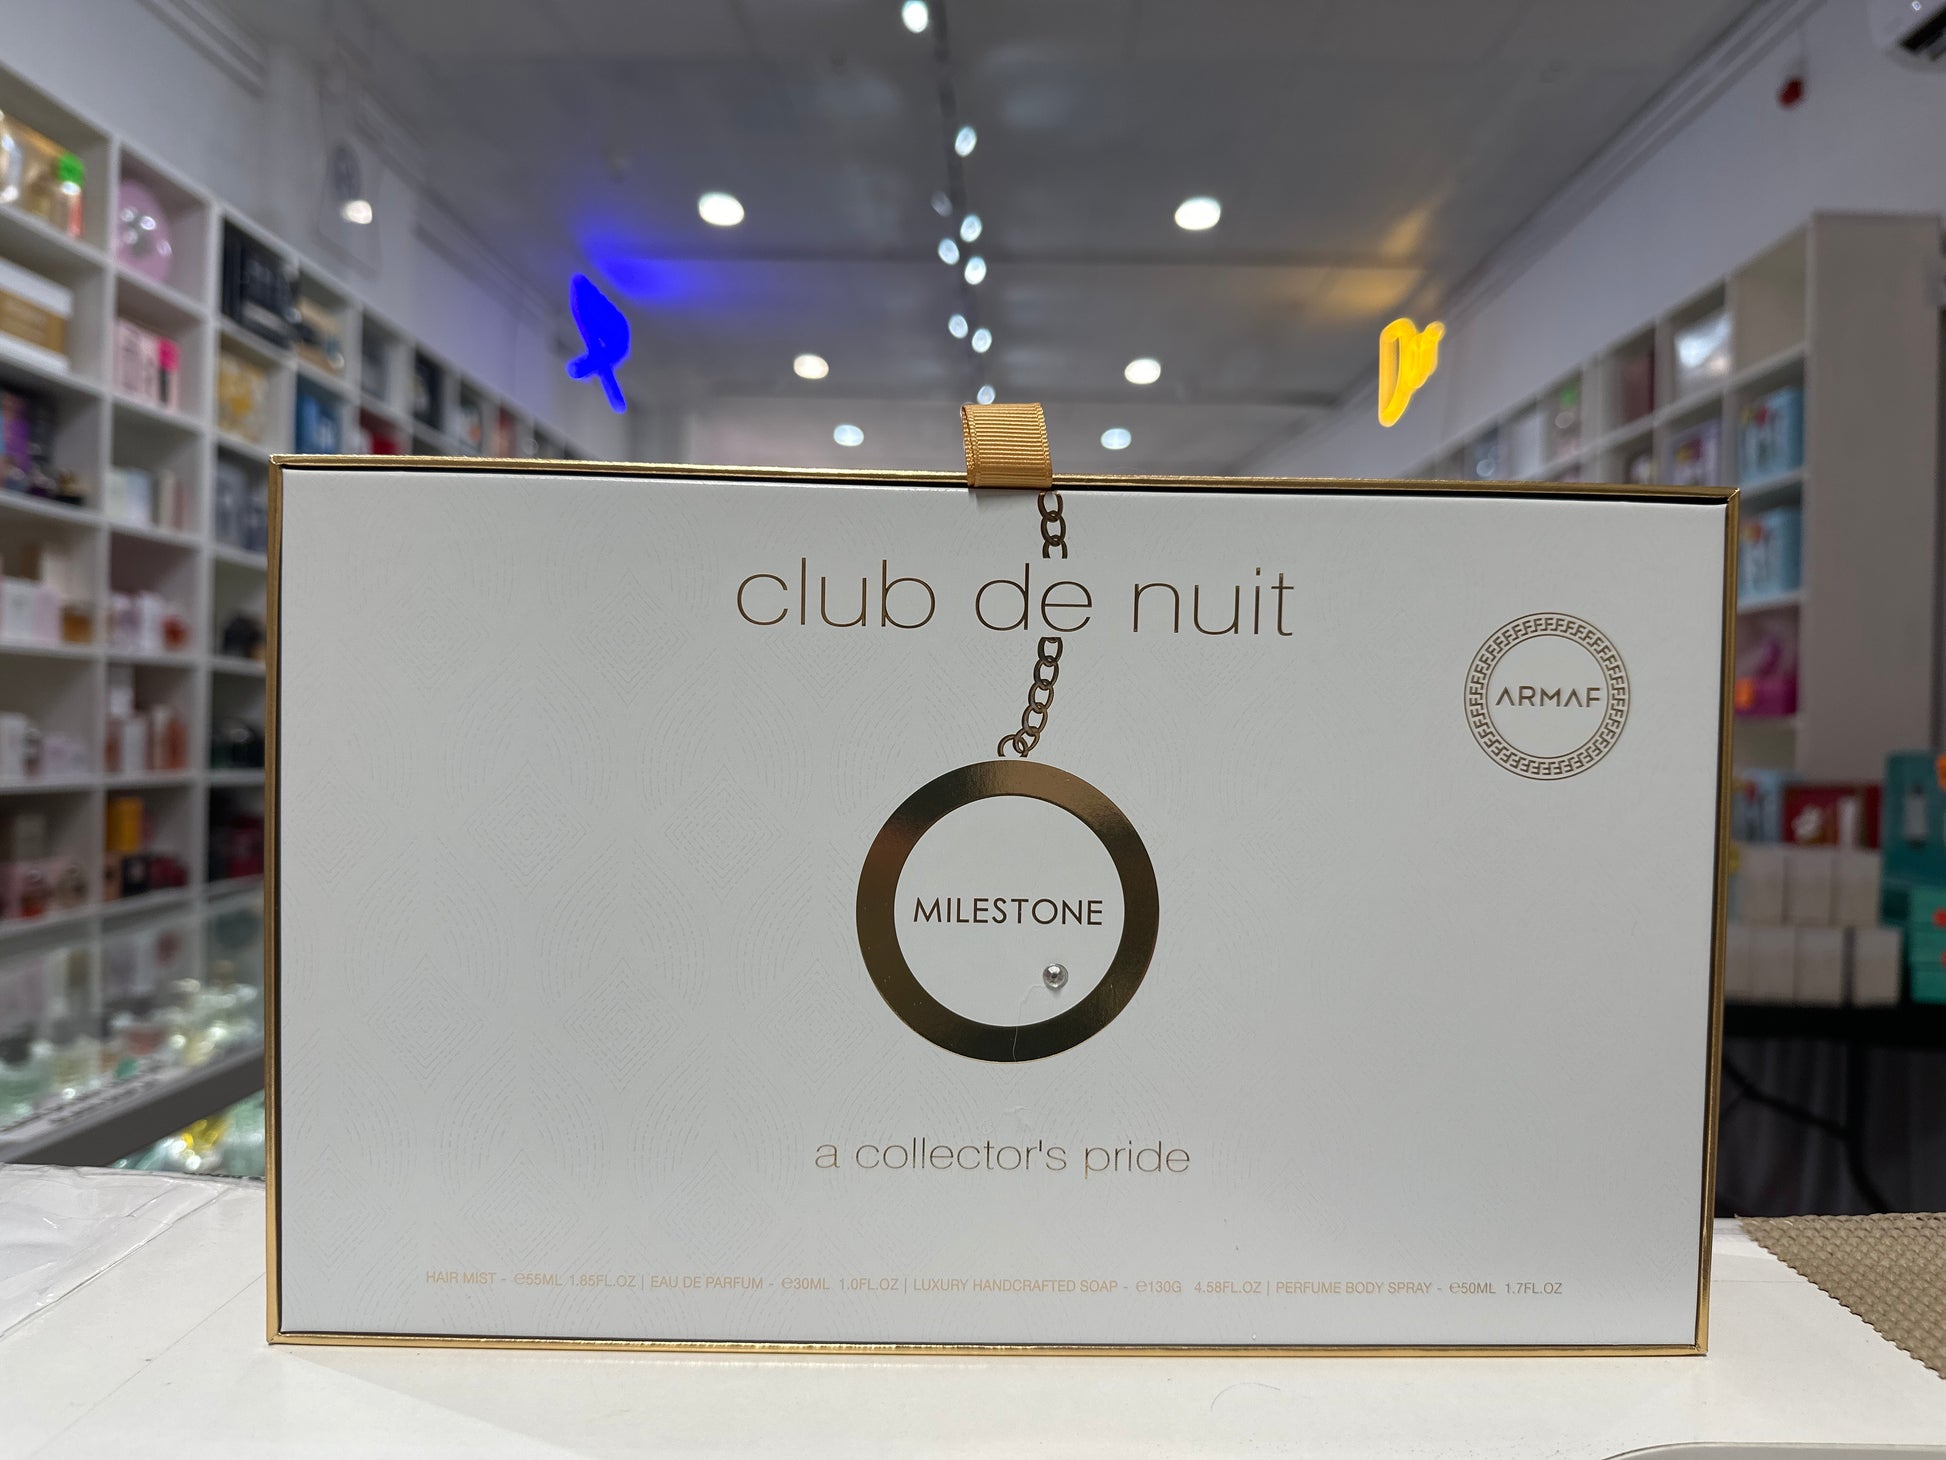 club de nuit
ARMAF
MILESTONE
a collector's pride
HAIR MIST - ℮55ML 1.85FL.OZ | EAU DE PARFUM - ℮30ML 1.0FL.OZ | LUXURY HANDCRAFTED SOAP - ℮130G 4.58FL.OZ | PERFUME BODY SPRAY - ℮50ML 1.7FL.OZ